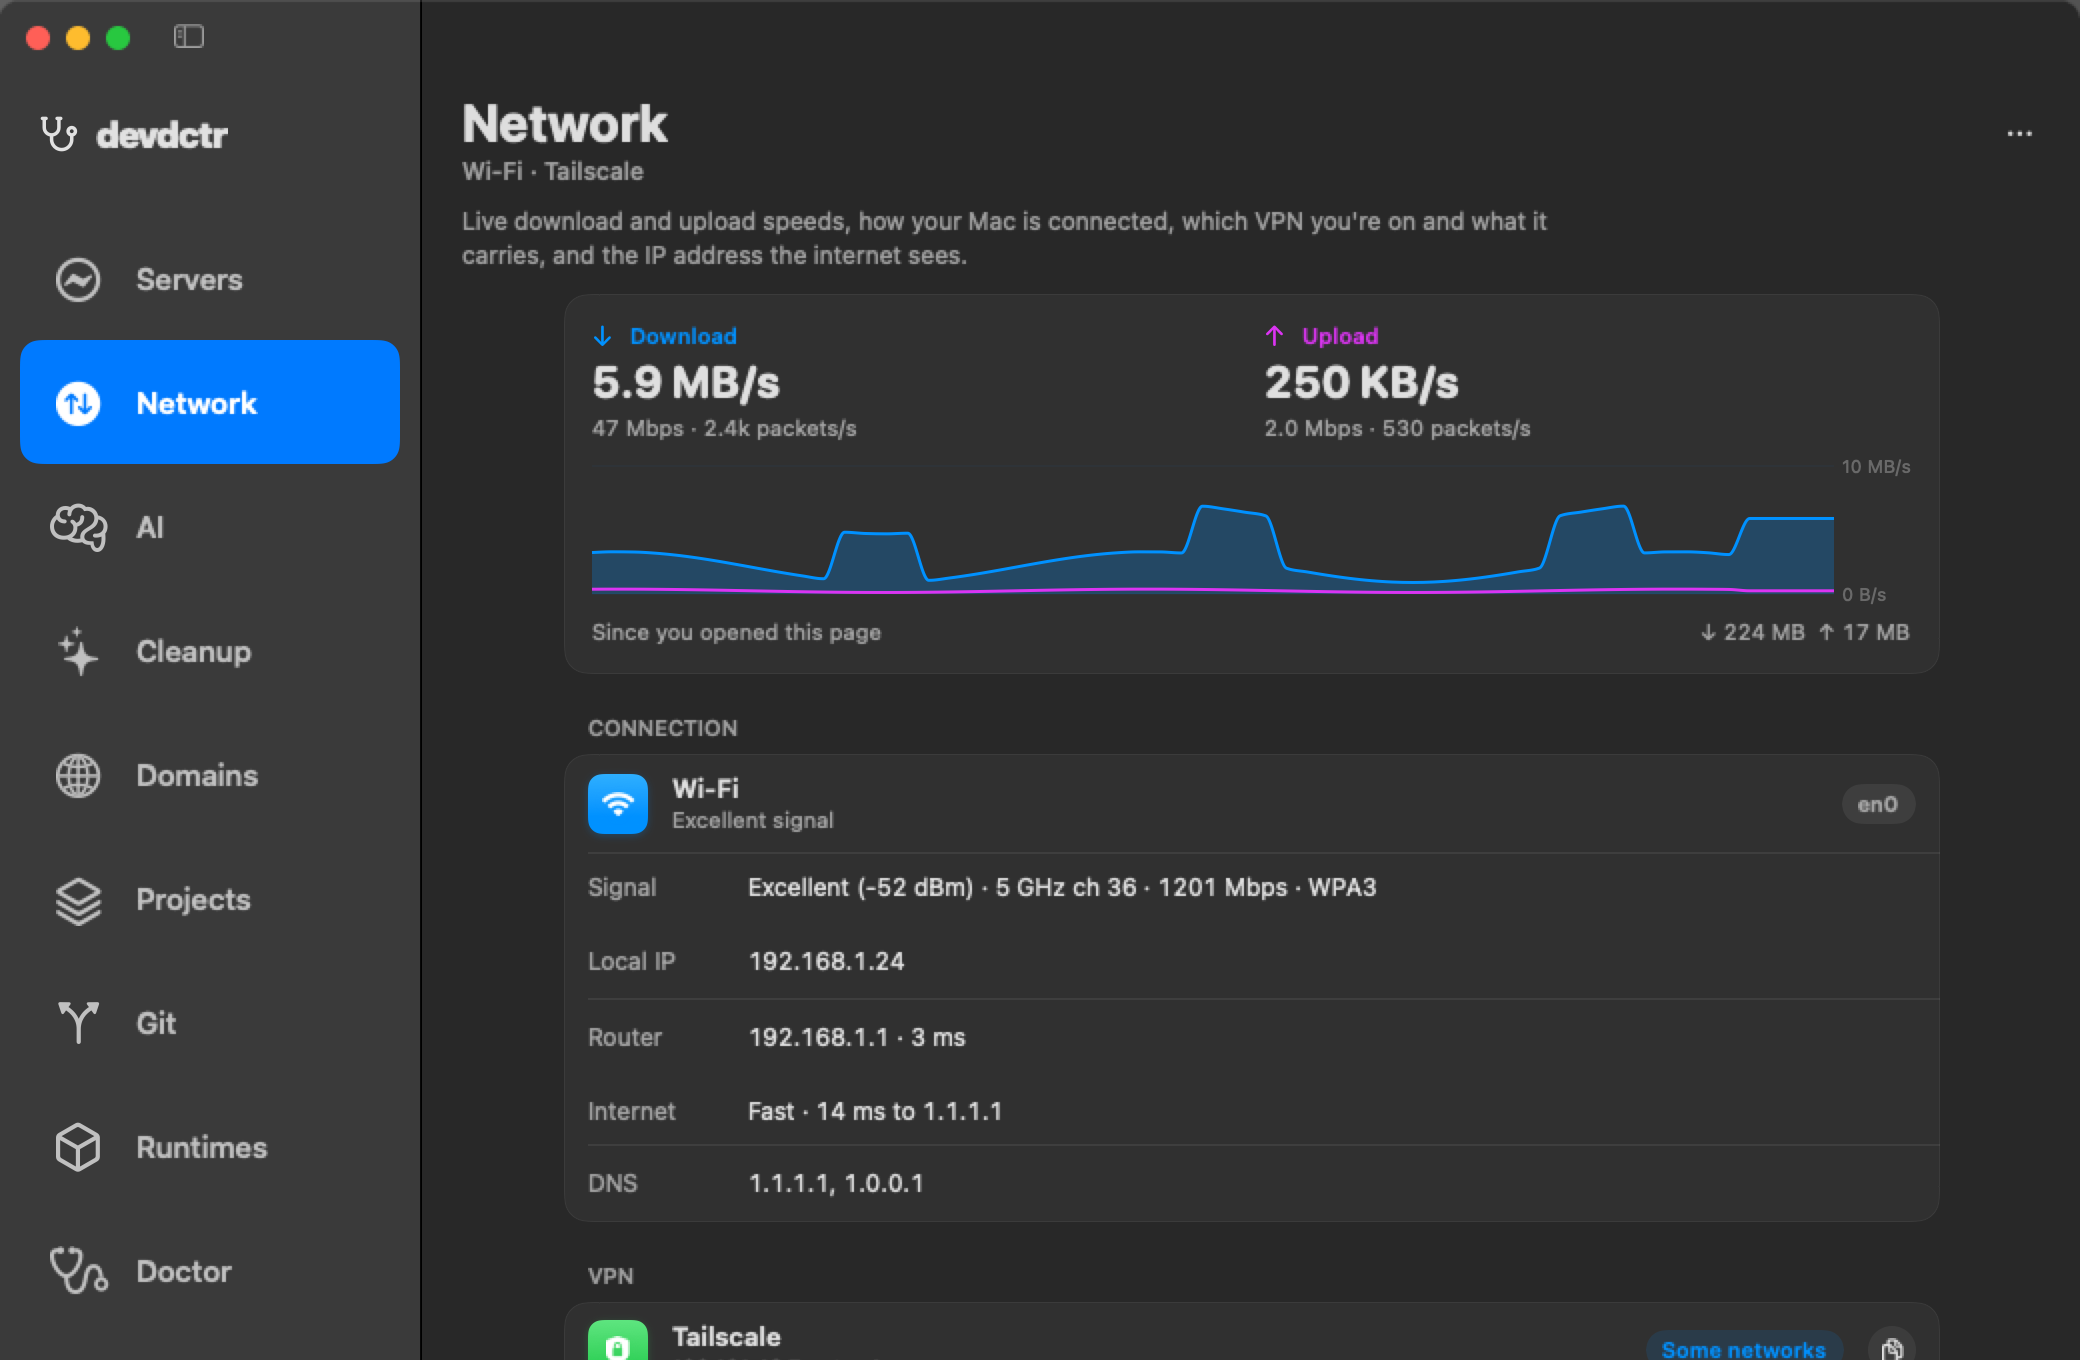 devdctr
Servers
Network
AI
Cleanup
Domains
Projects
Git
Runtimes
Doctor
Network
Wi-Fi · Tailscale
Live download and upload speeds, how your Mac is connected, which VPN you're on and what it
carries, and the IP address the internet sees.
Download
5.9 MB/s
47 Mbps · 2.4k packets/s
Upload
250 KB/s
2.0 Mbps · 530 packets/s
10 MB/s
0 B/s
Since you opened this page
↓ 224 MB ↑ 17 MB
CONNECTION
Wi-Fi
Excellent signal
en0
Signal
Excellent (-52 dBm) · 5 GHz ch 36 · 1201 Mbps · WPA3
Local IP
192.168.1.24
Router
192.168.1.1 · 3 ms
Internet
Fast · 14 ms to 1.1.1.1
DNS
1.1.1.1, 1.0.0.1
VPN
Tailscale
Some networks